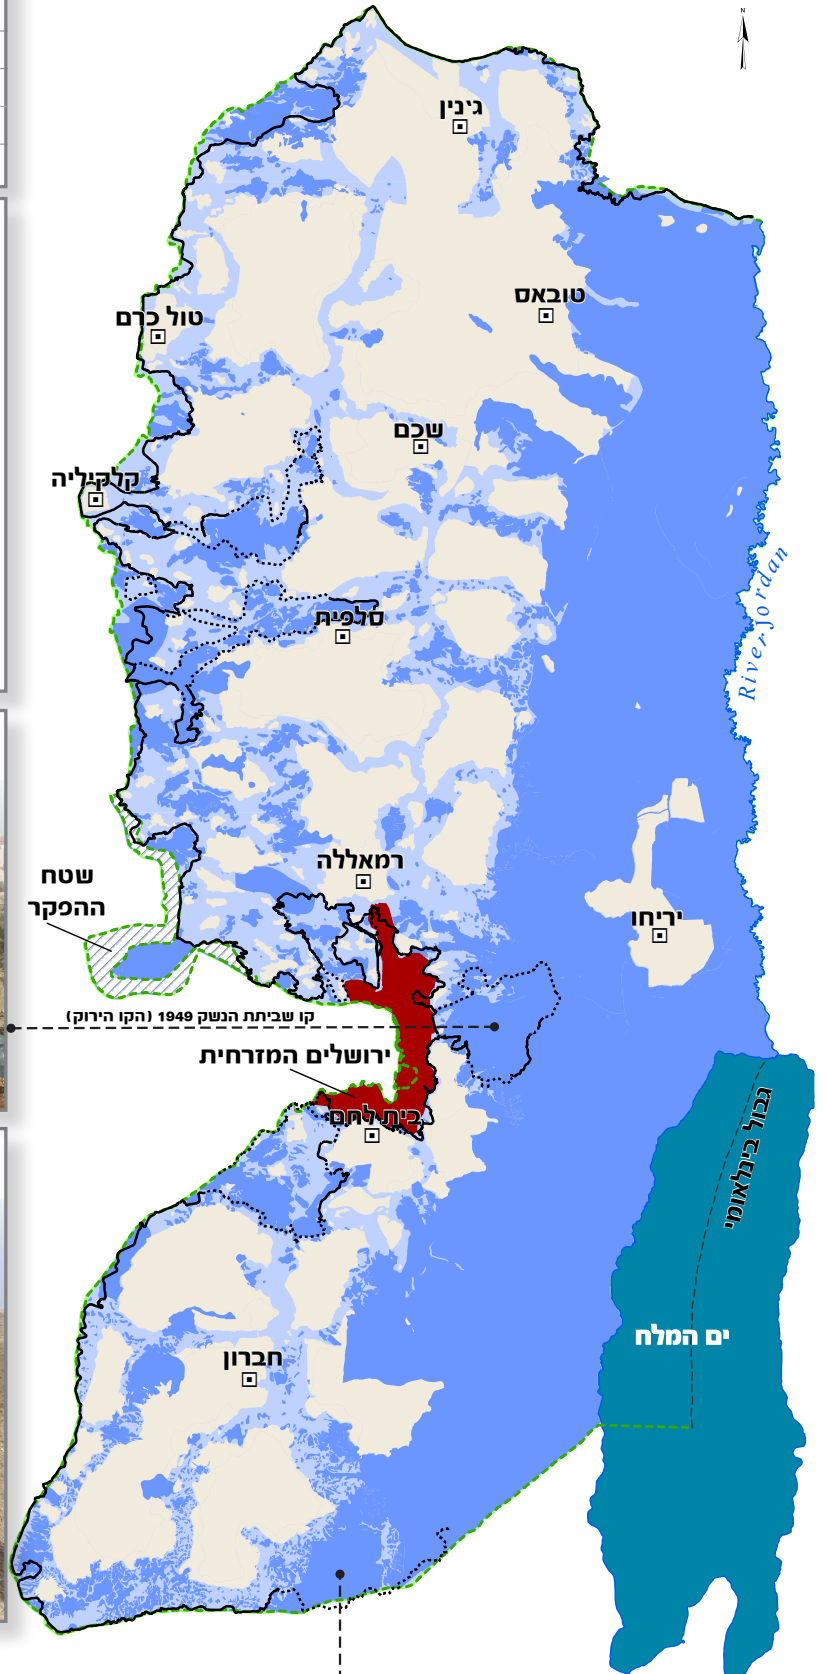 N
ג'נין
טובאס
טול כרם
שכם
קלקיליה
River Jordan
סלפית
רמאללה
שטח
ההפקר
יריחו
קו שביתת הנשק 1949 (הקו הירוק)
ירושלים המזרחית
בית לחם
גבול בינלאומי
ים המלח
חברון